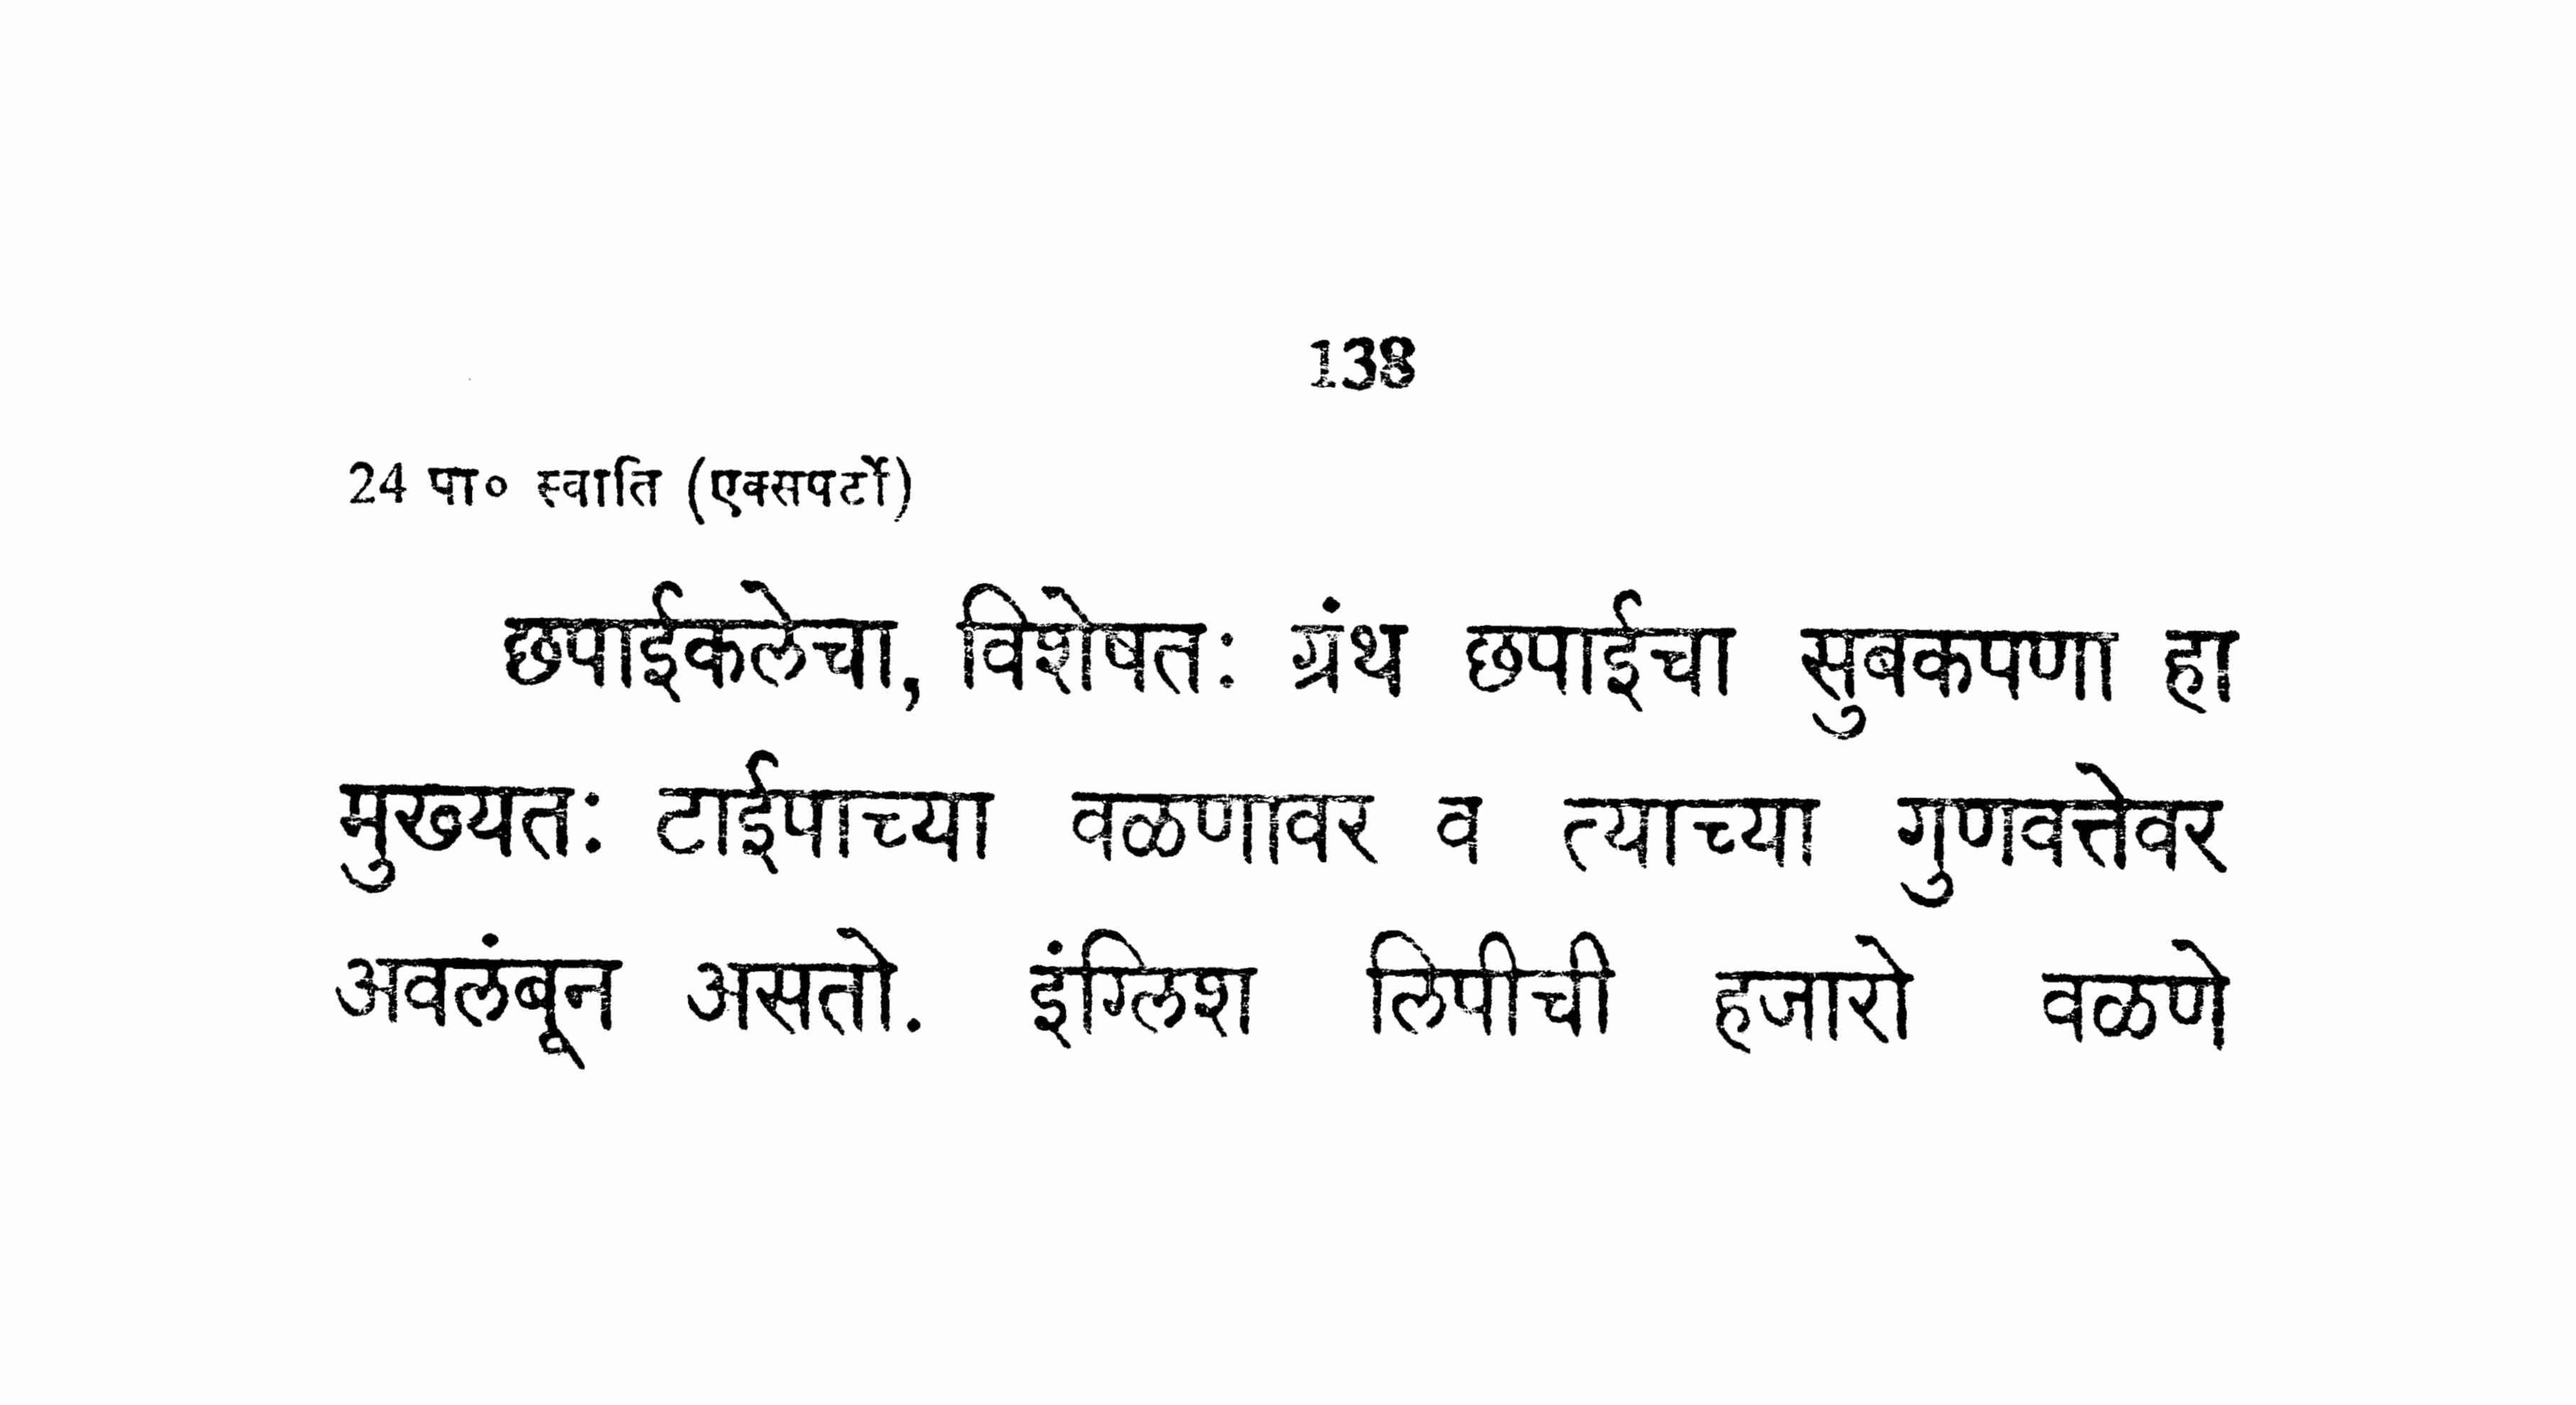 138
24 पा० स्वाति (एक्सपर्टो)
छपाईकलेचा, विशेषतः ग्रंथ छपाईचा सुबकपणा हा
मुख्यतः टाईपाच्या वळणावर व त्याच्या गुणवत्तेवर
अवलंबून असतो. इंग्लिश लिपीची हजारो वळणे